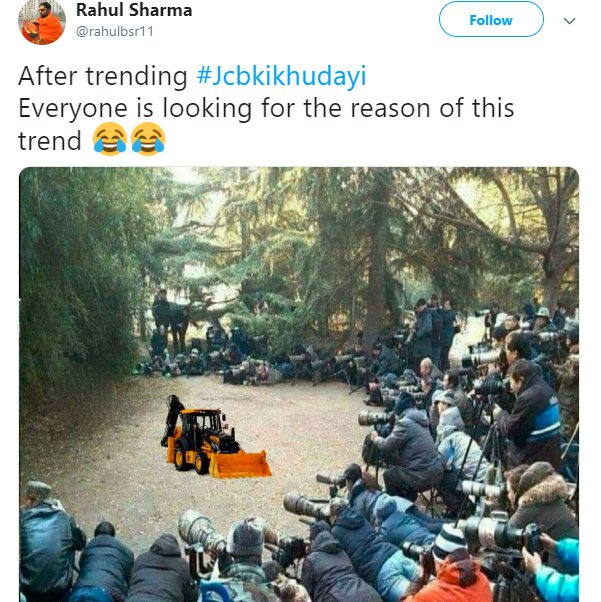 Rahul Sharma
@rahulbsr11
Follow
After trending #Jcbkikhudayi
Everyone is looking for the reason of this
trend 😂😂